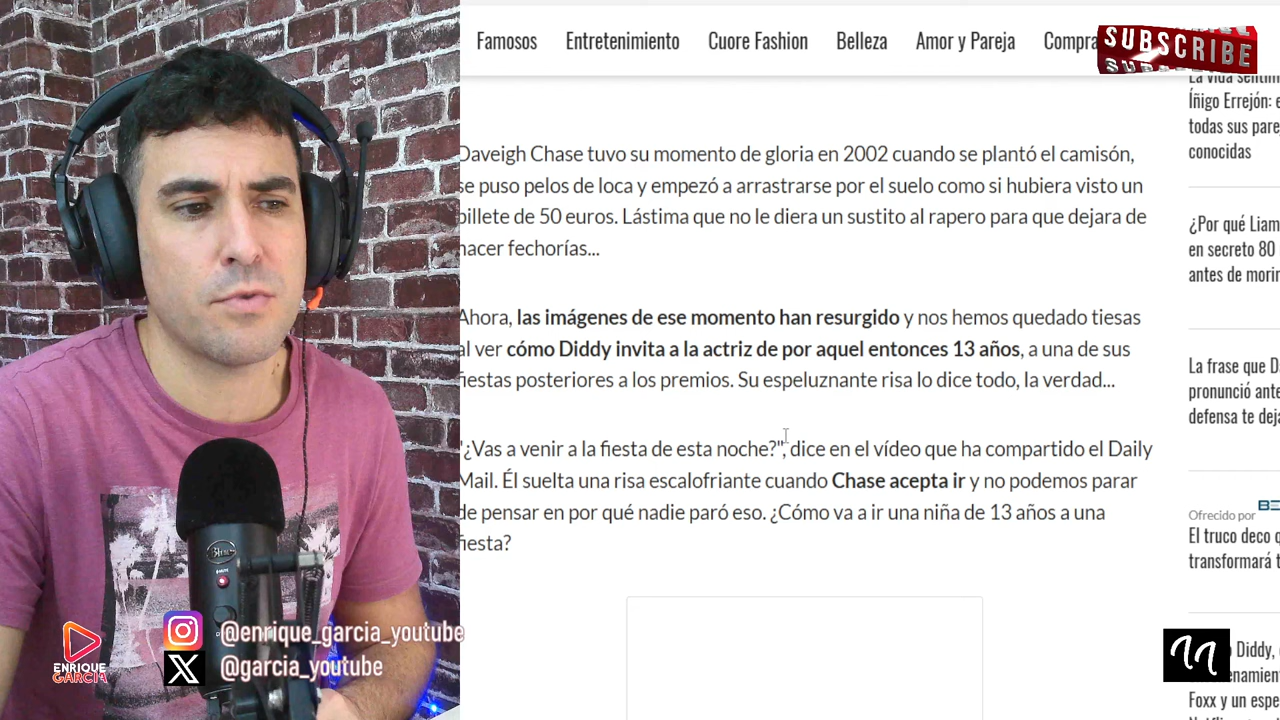 Famosos Entretenimiento Cuore Fashion Belleza Amor y Pareja Compra
SUBSCRIBE
Daveigh Chase tuvo su momento de gloria en 2002 cuando se plantó el camisón,
se puso pelos de loca y empezó a arrastrarse por el suelo como si hubiera visto un
billete de 50 euros. Lástima que no le diera un sustito al rapero para que dejara de
hacer fechorías...
Ahora, las imágenes de ese momento han resurgido y nos hemos quedado tiesas
al ver cómo Diddy invita a la actriz de por aquel entonces 13 años, a una de sus
fiestas posteriores a los premios. Su espeluznante risa lo dice todo, la verdad...
"¿Vas a venir a la fiesta de esta noche?", dice en el vídeo que ha compartido el Daily
Mail. Él suelta una risa escalofriante cuando Chase acepta ir y no podemos parar
de pensar en por qué nadie paró eso. ¿Cómo va a ir una niña de 13 años a una
fiesta?
La vida sentim
Íñigo Errejón: e
todas sus pare
conocidas
¿Por qué Liam
en secreto 80
antes de morir
La frase que D
pronunció ante
defensa te deja
Ofrecido por
El truco deco q
transformará t
Diddy,
Foxx y un espe
Blue
MUTE
ENRIQUE
GARCIA
@enrique_garcia_youtube
@garcia_youtube